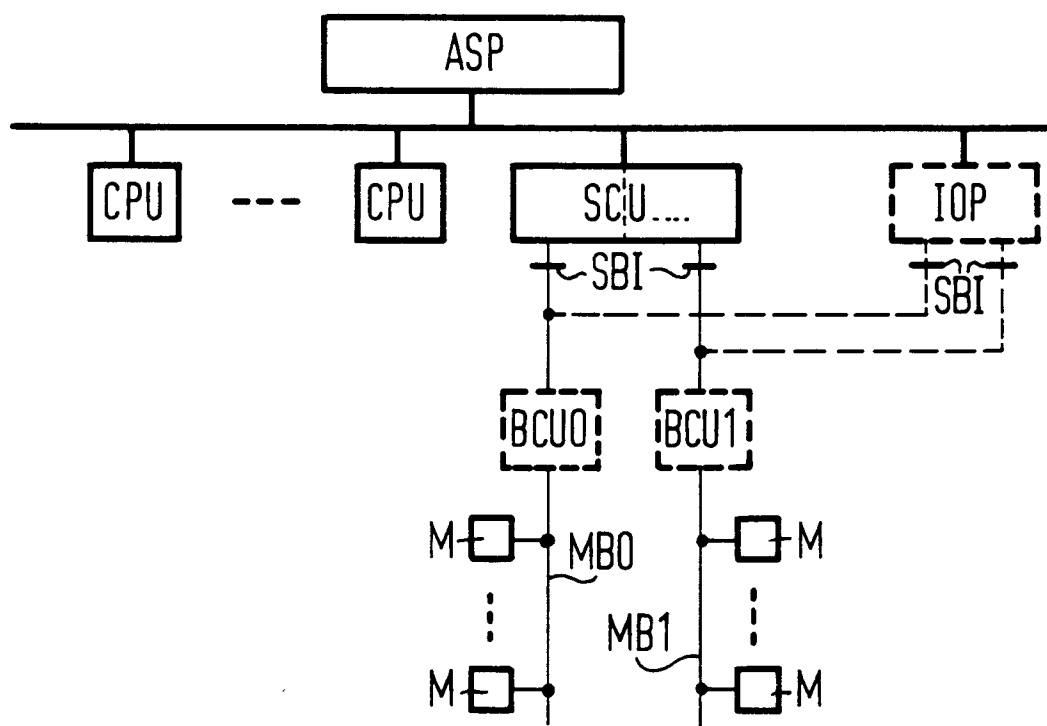 ASP
CPU
CPU
SCU....
IOP
SBI
SBI
BCU0
BCU1
M
MB0
M
MB1
M
M